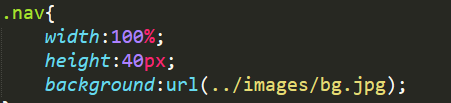 .nav{
width:100%;
height:40px;
background:url(../images/bg.jpg);